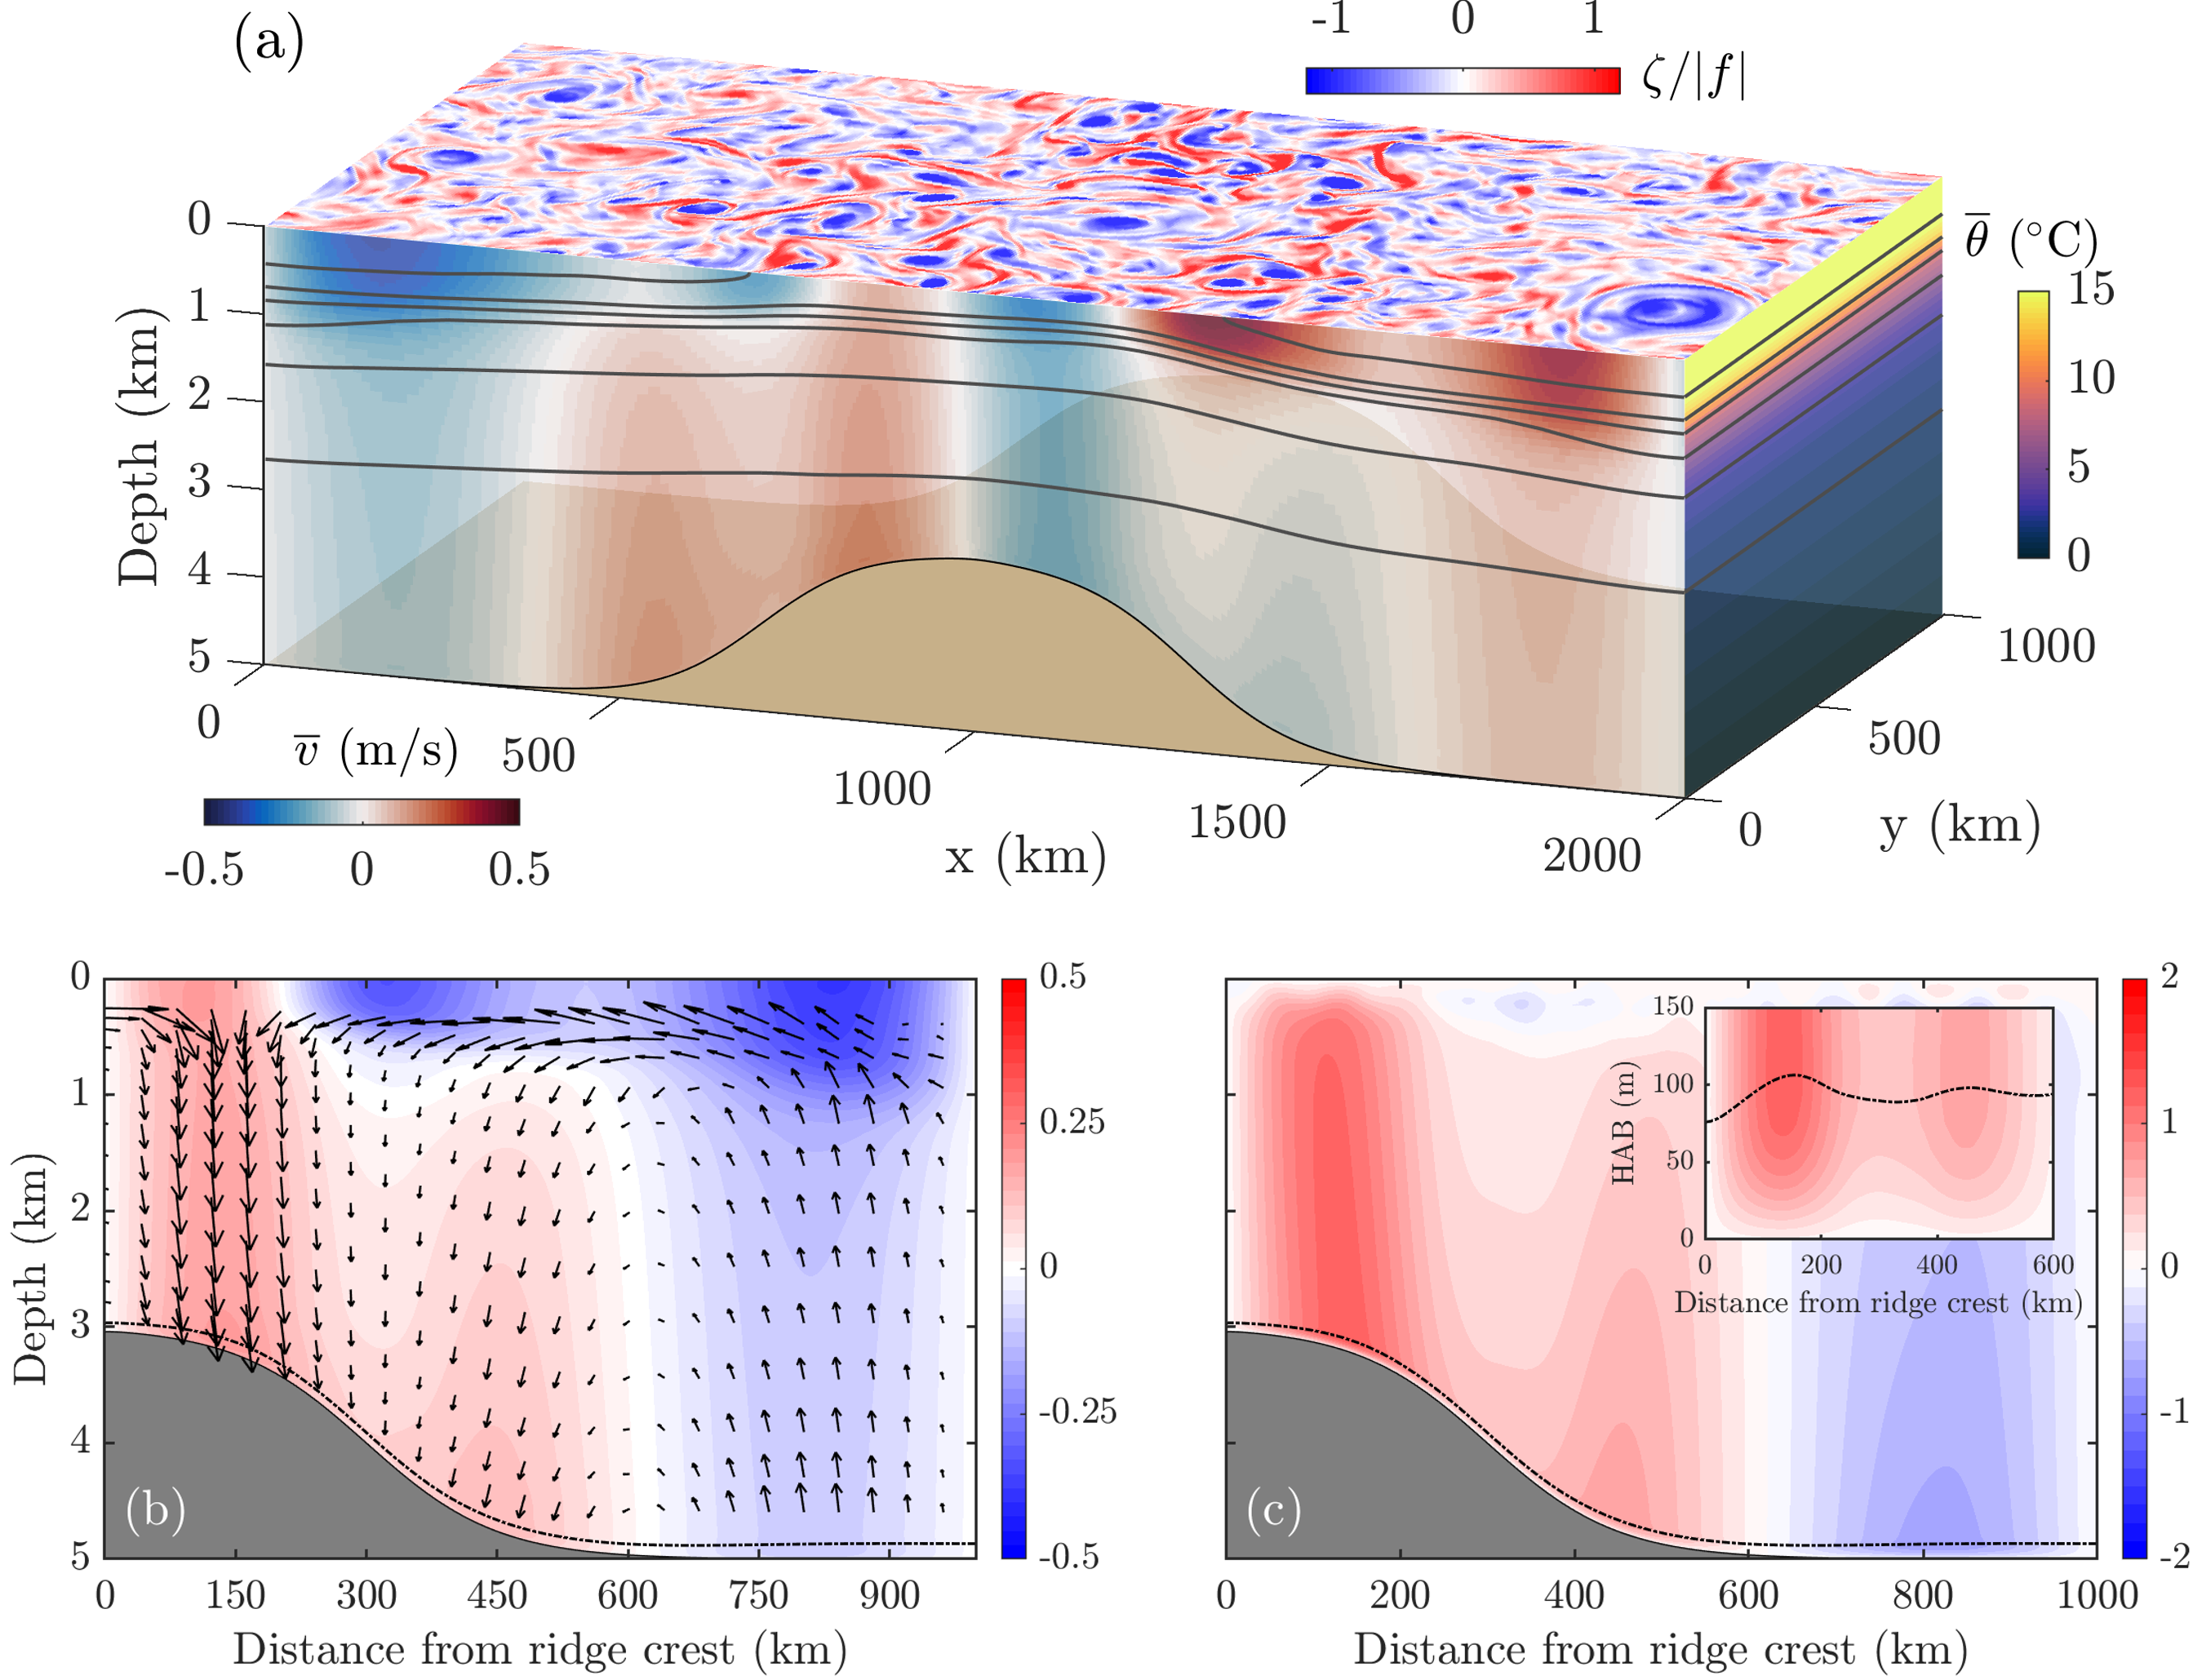 (a)
-1 0 1
ζ/|f|
0
1
2
3
4
5
Depth (km)
θ̅ (°C)
15
10
5
0
0 500 1000 1500 2000
x (km)
0 500 1000
y (km)
v̅ (m/s)
-0.5 0 0.5
0
1
2
3
4
5
Depth (km)
(b)
0 150 300 450 600 750 900
Distance from ridge crest (km)
0.5
0.25
0
-0.25
-0.5
150
100
50
0
HAB (m)
0 200 400 600
Distance from ridge crest (km)
(c)
0 200 400 600 800 1000
Distance from ridge crest (km)
2
1
0
-1
-2